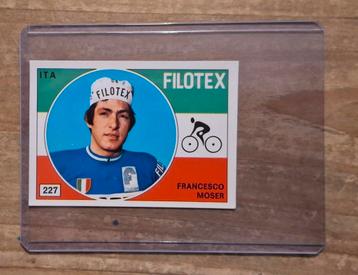 ITA
FILOTEX
FILOTEX
227
FRANCESCO
MOSER